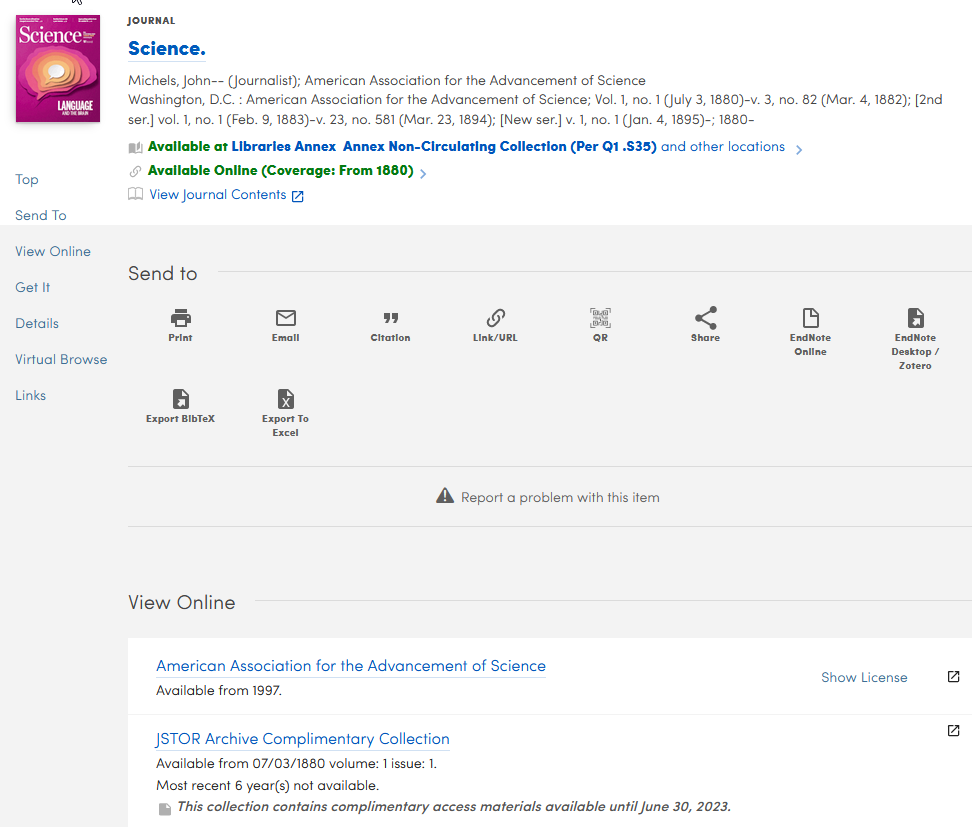 JOURNAL
Science.
Michels, John-- (Journalist); American Association for the Advancement of Science
Washington, D.C. : American Association for the Advancement of Science; Vol. 1, no. 1 (July 3, 1880)-v. 3, no. 82 (Mar. 4, 1882); [2nd
ser.] vol. 1, no. 1 (Feb. 9, 1883)-v. 23, no. 581 (Mar. 23, 1894); [New ser.] v. 1, no. 1 (Jan. 4, 1895)-; 1880-
Available at Libraries Annex Annex Non-Circulating Collection (Per Q1 .S35) and other locations
Available Online (Coverage: From 1880)
View Journal Contents
Science
LANGUAGE
AND THE BRAIN
Top
Send To
View Online
Get It
Details
Virtual Browse
Links
Send to
Print
Email
Citation
Link/URL
QR
Share
EndNote
Online
EndNote
Desktop /
Zotero
Export BibTeX
Export To
Excel
Report a problem with this item
View Online
American Association for the Advancement of Science
Available from 1997.
Show License
JSTOR Archive Complimentary Collection
Available from 07/03/1880 volume: 1 issue: 1.
Most recent 6 year(s) not available.
This collection contains complimentary access materials available until June 30, 2023.